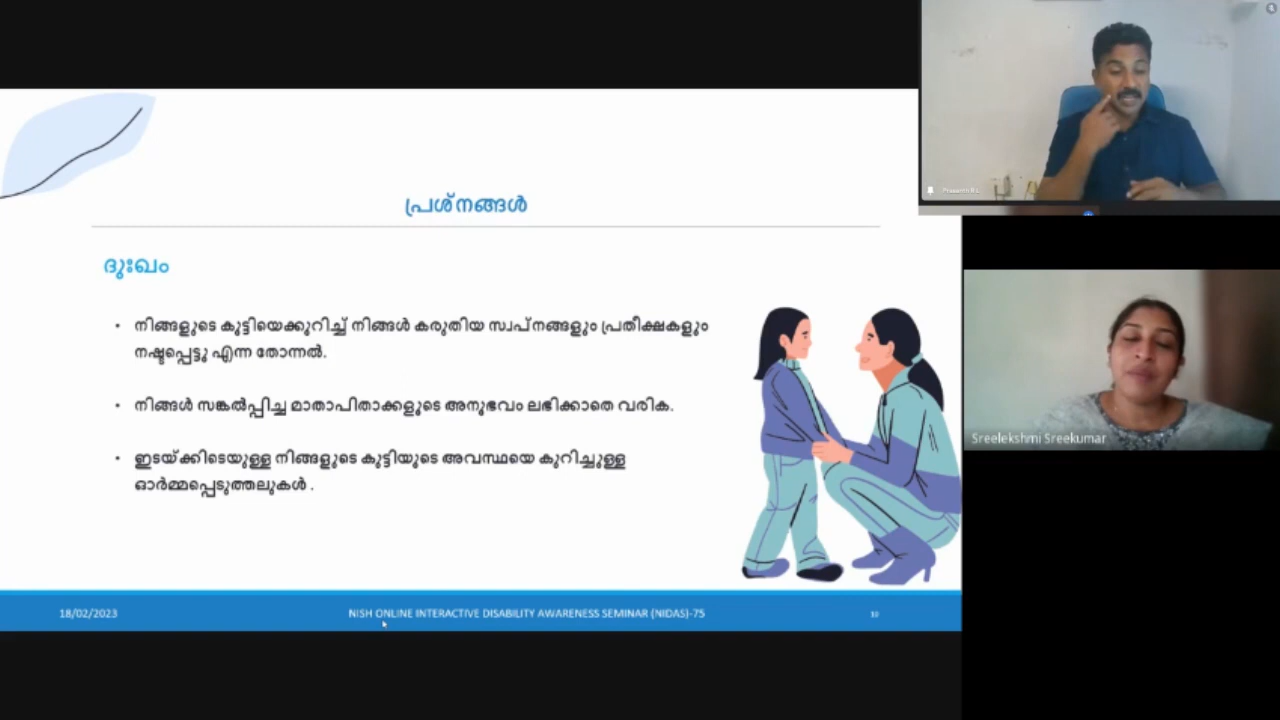 പ്രശ്നങ്ങൾ
ദുഃഖം
• നിങ്ങളുടെ കുട്ടിയെക്കുറിച്ച് നിങ്ങൾ കരുതിയ സ്വപ്നങ്ങളും പ്രതീക്ഷകളും
നഷ്ടപ്പെട്ടു എന്ന തോന്നൽ.
• നിങ്ങൾ സങ്കൽപ്പിച്ച മാതാപിതാക്കളുടെ അനുഭവം ലഭിക്കാതെ വരിക.
• ഇടയ്ക്കിടെയുള്ള നിങ്ങളുടെ കുട്ടിയുടെ അവസ്ഥയെ കുറിച്ചുള്ള
ഓർമ്മപ്പെടുത്തലുകൾ .
18/02/2023
NISH ONLINE INTERACTIVE DISABILITY AWARENESS SEMINAR (NIDAS)-75
10
Sreelekshmi Sreekumar